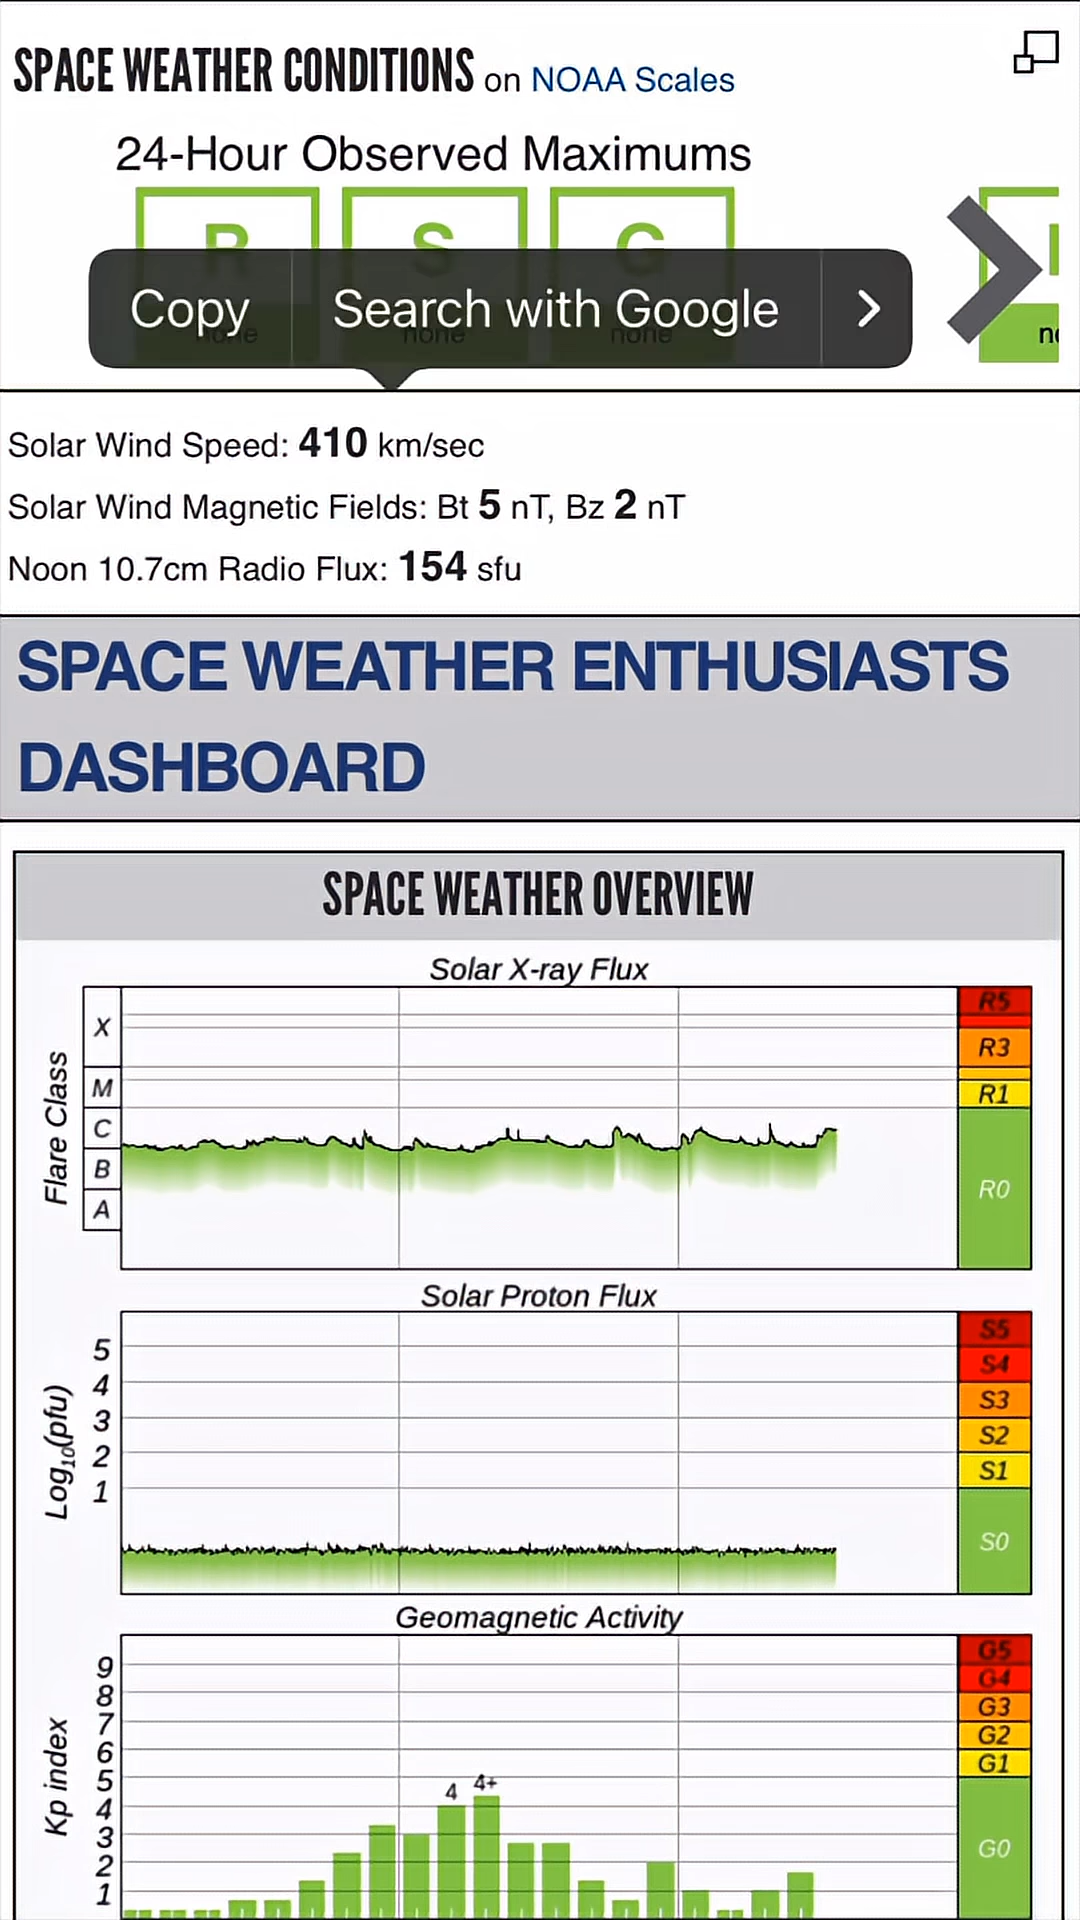 SPACE WEATHER CONDITIONS on NOAA Scales
24-Hour Observed Maximums
R S G
Copy Search with Google
none none none
Solar Wind Speed: 410 km/sec
Solar Wind Magnetic Fields: Bt 5 nT, Bz 2 nT
Noon 10.7cm Radio Flux: 154 sfu
SPACE WEATHER ENTHUSIASTS
DASHBOARD
SPACE WEATHER OVERVIEW
Solar X-ray Flux
Flare Class
X
M
C
B
A
R5
R3
R1
R0
Solar Proton Flux
Log10(pfu)
5
4
3
2
1
S5
S4
S3
S2
S1
S0
Geomagnetic Activity
Kp index
9
8
7
6
5
4
3
2
1
4 4+
G5
G4
G3
G2
G1
G0